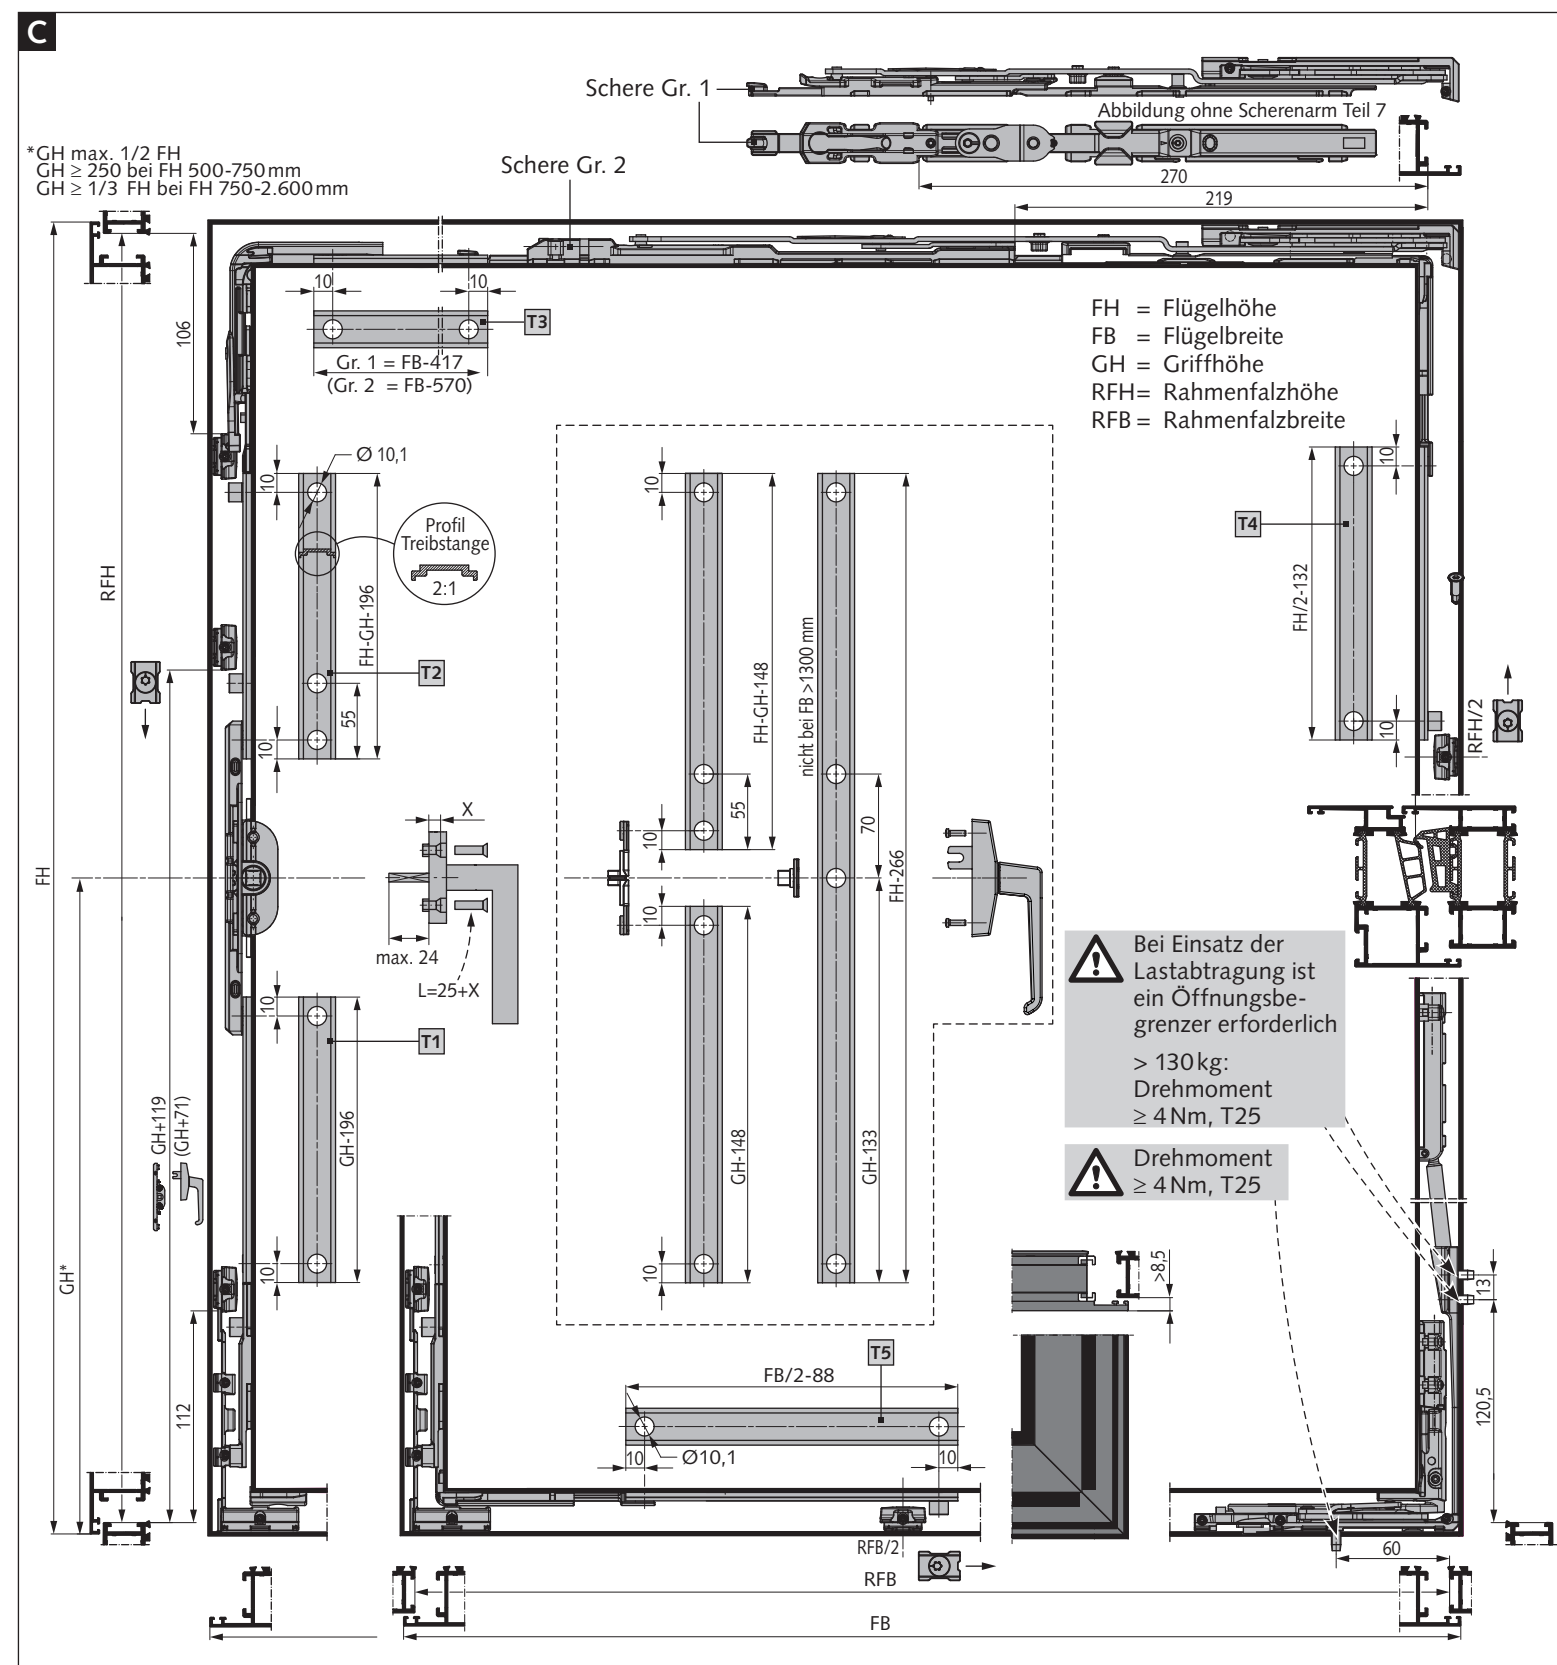 C
Schere Gr. 1
Abbildung ohne Scherenarm Teil 7
*GH max. 1/2 FH
GH ≥ 250 bei FH 500-750 mm
GH ≥ 1/3 FH bei FH 750-2.600 mm
Schere Gr. 2
270
219
10
10
T3
Gr. 1 = FB-417
(Gr. 2 = FB-570)
106
FH = Flügelhöhe
FB = Flügelbreite
GH = Griffhöhe
RFH= Rahmenfalzhöhe
RFB = Rahmenfalzbreite
Ø 10,1
10
10
10
Profil
Treibstange
2:1
T4
RFH
FH/2-132
FH-GH-196
T2
FH-GH-148
nicht bei FB >1300 mm
55
10
10
RFH/2
X
55
10
70
FH
FH-266
max. 24
L=25+X
10
10
T1
Bei Einsatz der
Lastabtragung ist
ein Öffnungsbe-
grenzer erforderlich
> 130 kg:
Drehmoment
≥ 4 Nm, T25
GH+119
(GH+71)
GH-196
GH-148
GH-133
Drehmoment
≥ 4 Nm, T25
GH*
10
10
>8,5
13
112
T5
FB/2-88
120,5
10
Ø10,1
10
RFB/2
60
RFB
FB